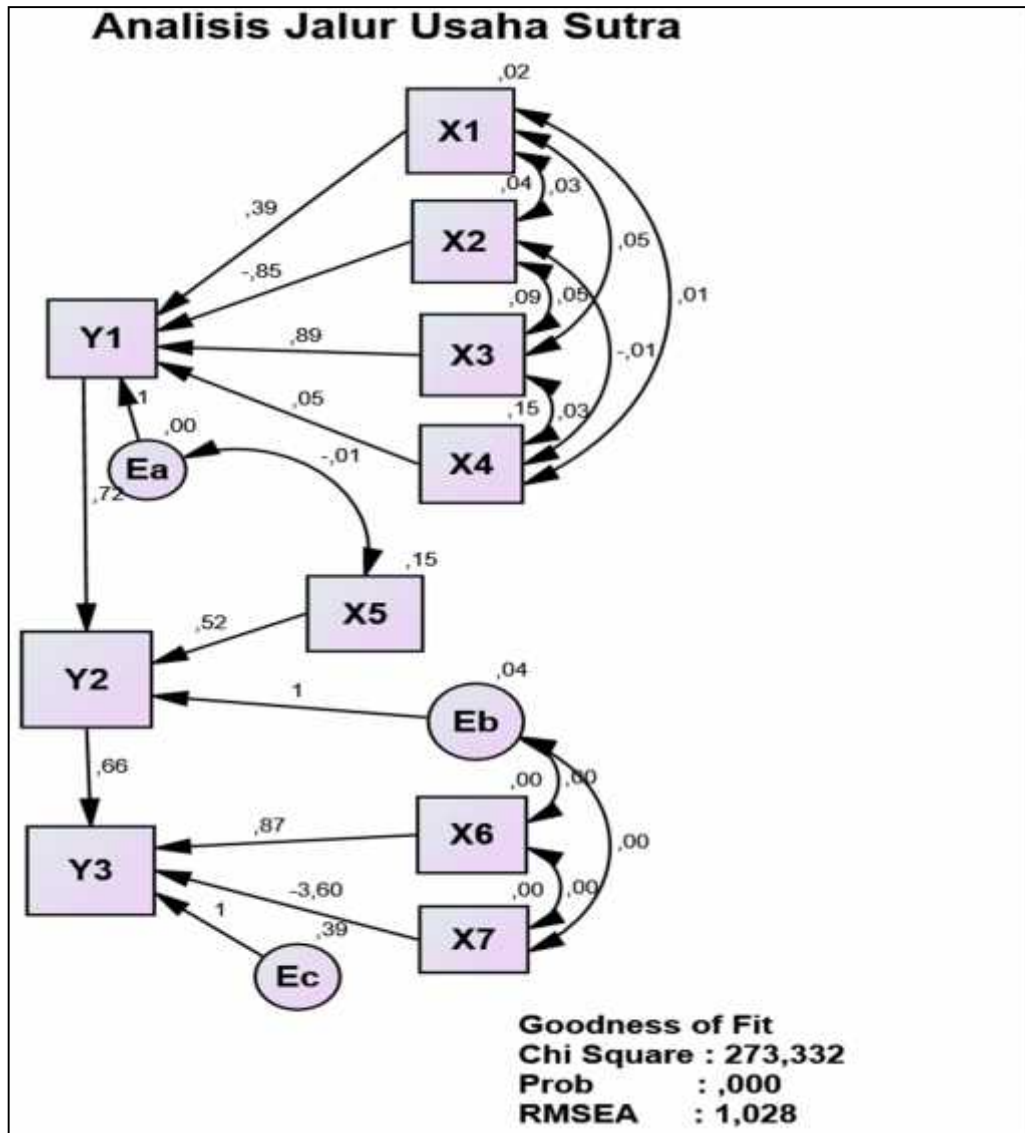 Analisis Jalur Usaha Sutra
,02
X1
,04
,03
,39
X2
,05
-,85
,09
,05
,01
Y1
,89
X3
-,01
1
,05
,15
,03
,00
X4
Ea
-,01
,72
,15
X5
,52
Y2
,04
1
Eb
,66
,00
X6
,87
,00
Y3
-3,60
,00
,00
1
,39
X7
Ec
Goodness of Fit
Chi Square : 273,332
Prob : ,000
RMSEA : 1,028